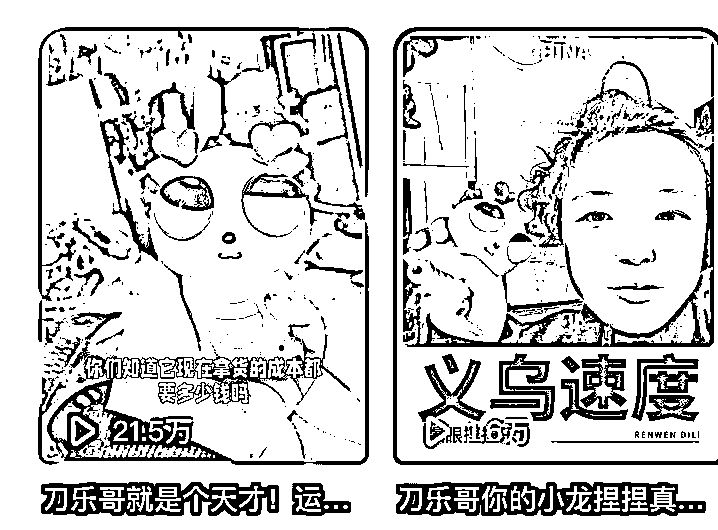 你们知道它现在拿货的成本都
要多少钱吗
21.5万
刀乐哥就是个天才！运...
CHINA
义乌速度
RENWEN DILI
刀乐哥你的小龙捏捏真...